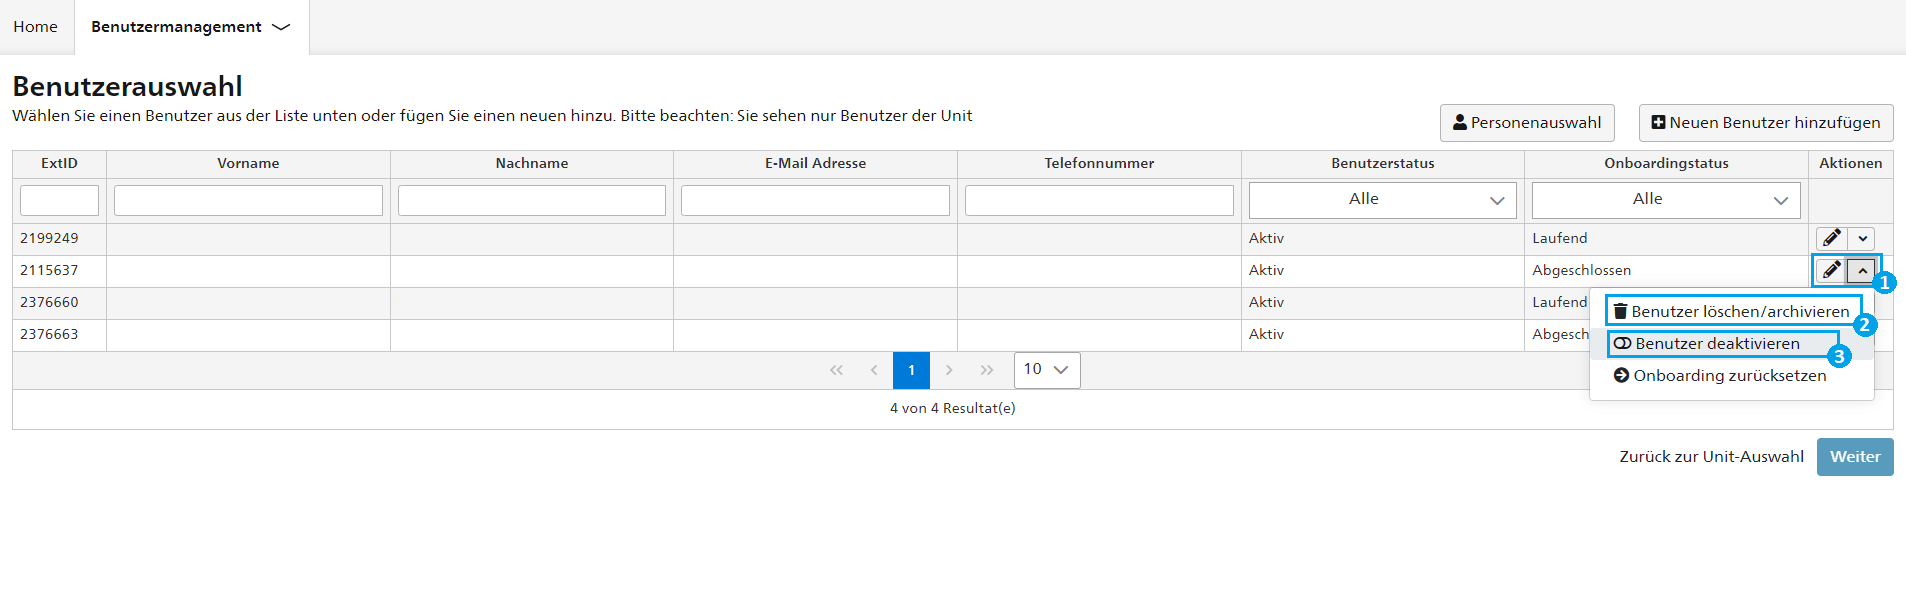 Home Benutzermanagement
Benutzerauswahl
Wählen Sie einen Benutzer aus der Liste unten oder fügen Sie einen neuen hinzu. Bitte beachten: Sie sehen nur Benutzer der Unit
Personenauswahl Neuen Benutzer hinzufügen
ExtID Vorname Nachname E-Mail Adresse Telefonnummer Benutzerstatus Onboardingstatus Aktionen
Alle Alle
2199249 Aktiv Laufend
2115637 Aktiv Abgeschlossen 1
2376660 Aktiv Laufend
Benutzer löschen/archivieren 2
2376663 Aktiv Abgesch
Benutzer deaktivieren 3
Onboarding zurücksetzen
1 10
4 von 4 Resultat(e)
Zurück zur Unit-Auswahl Weiter